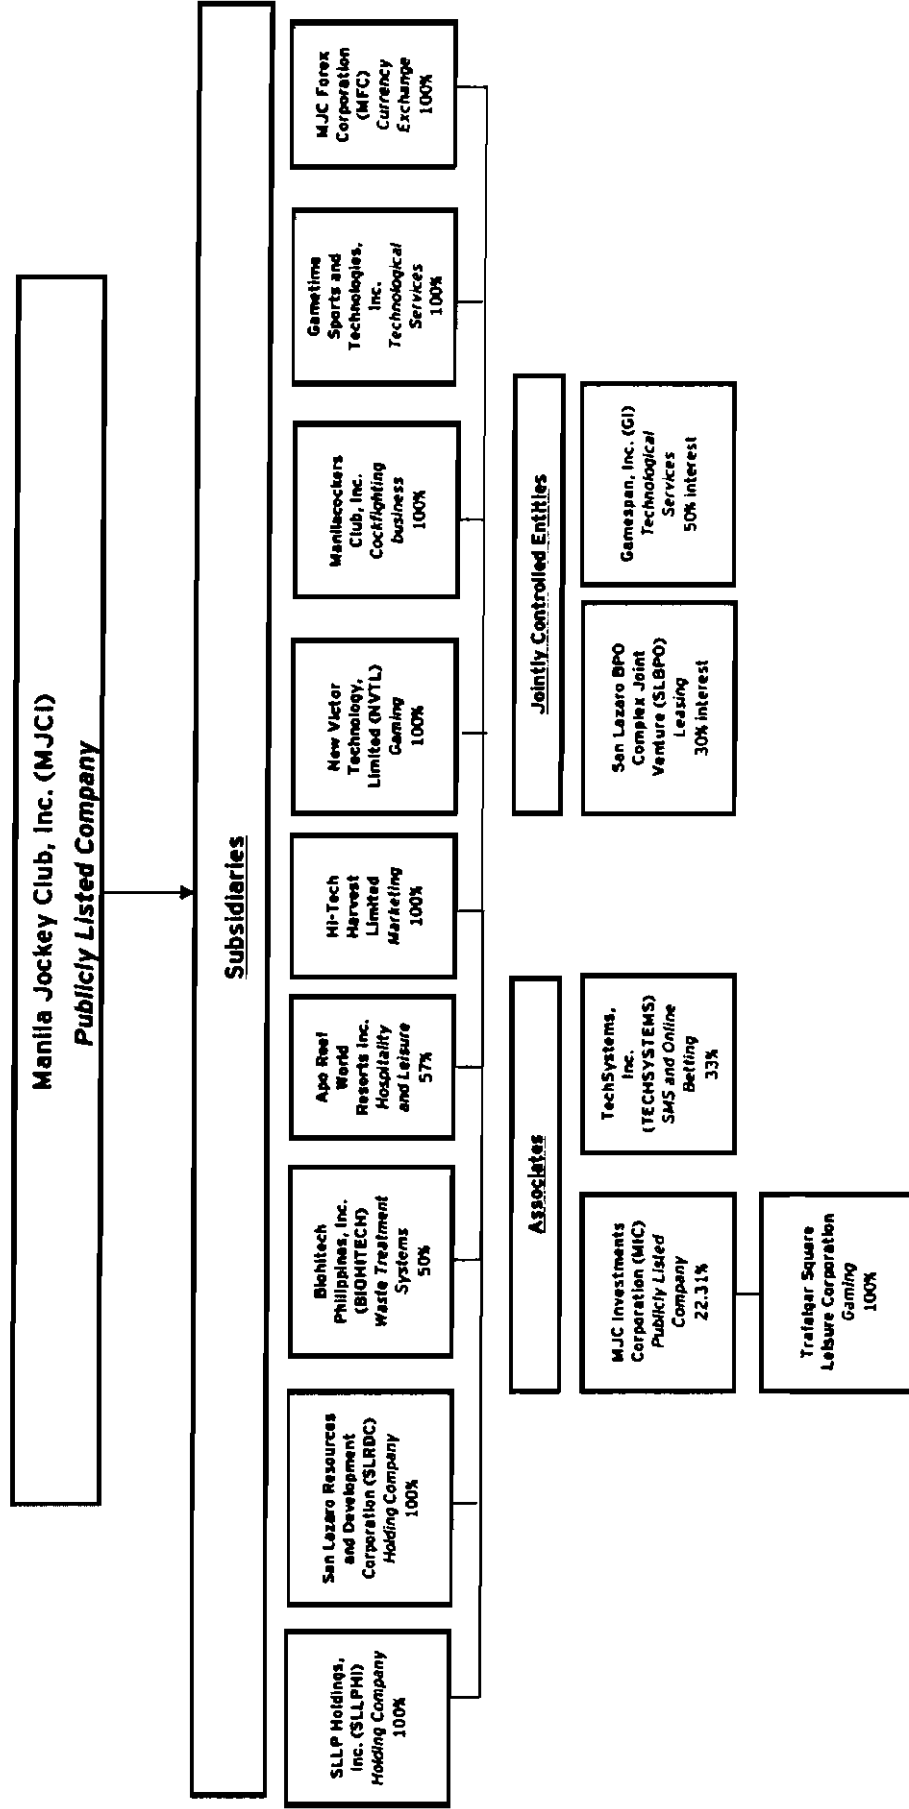 Manila Jockey Club, Inc. (MJCI)
Publicly Listed Company
Subsidiaries
SLLP Holdings,
Inc. (SLLPHI)
Holding Company
100%
San Lazaro Resources
and Development
Corporation (SLRDC)
Holding Company
100%
Biohitech
Philippines, Inc.
(BIOHITECH)
Waste Treatment
Systems
50%
Apo Reef
World
Resorts Inc.
Hospitality
and Leisure
57%
Hi-Tech
Harvest
Limited
Marketing
100%
New Victor
Technology,
Limited (NVTL)
Gaming
100%
Manilacockers
Club, Inc.
Cockfighting
business
100%
Gametime
Sports and
Technologies,
Inc.
Technological
Services
100%
MJC Forex
Corporation
(MFC)
Currency
Exchange
100%
Associates
MJC Investments
Corporation (MIC)
Publicly Listed
Company
22.31%
TechSystems,
Inc.
(TECHSYSTEMS)
SMS and Online
Betting
33%
Trafalgar Square
Leisure Corporation
Gaming
100%
Jointly Controlled Entities
San Lazaro BPO
Complex Joint
Venture (SLBPO)
Leasing
30% interest
Gamespan, Inc. (GI)
Technological
Services
50% interest